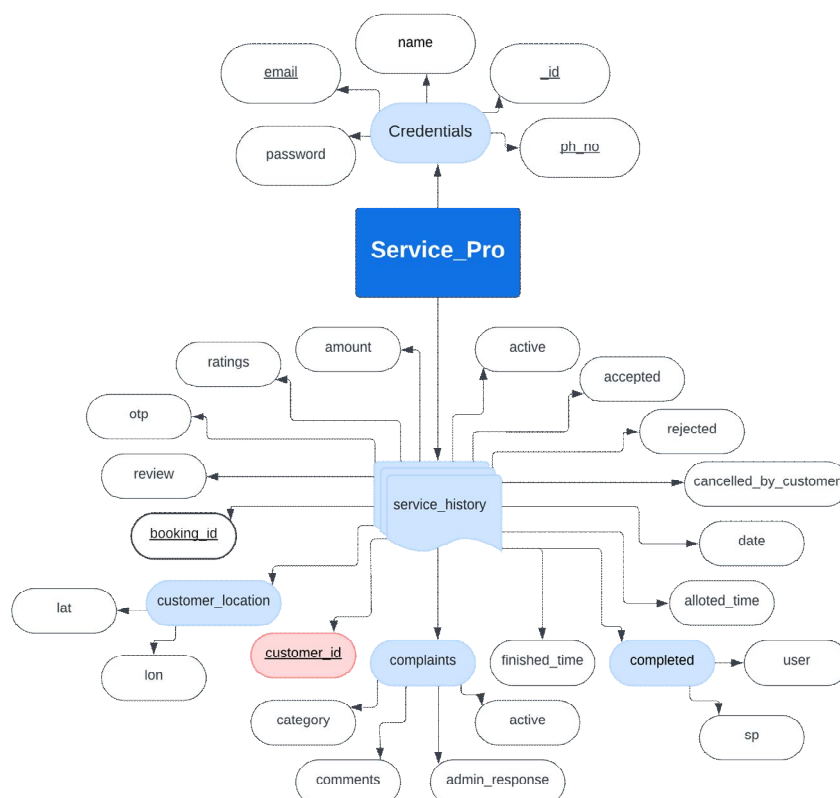 name
email
_id
Credentials
password
ph_no
Service_Pro
amount
active
ratings
accepted
otp
rejected
review
cancelled_by_customer
service_history
booking_id
date
customer_location
alloted_time
lat
customer_id
complaints
finished_time
completed
user
lon
category
active
sp
comments
admin_response